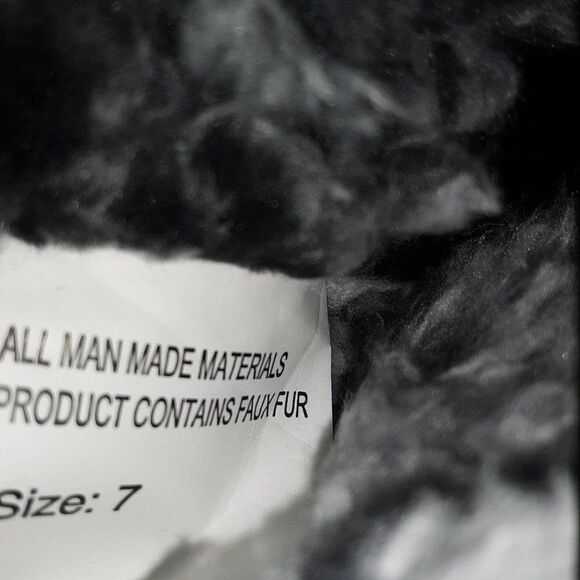 ALL MAN MADE MATERIALS
PRODUCT CONTAINS FAUX FUR
Size: 7